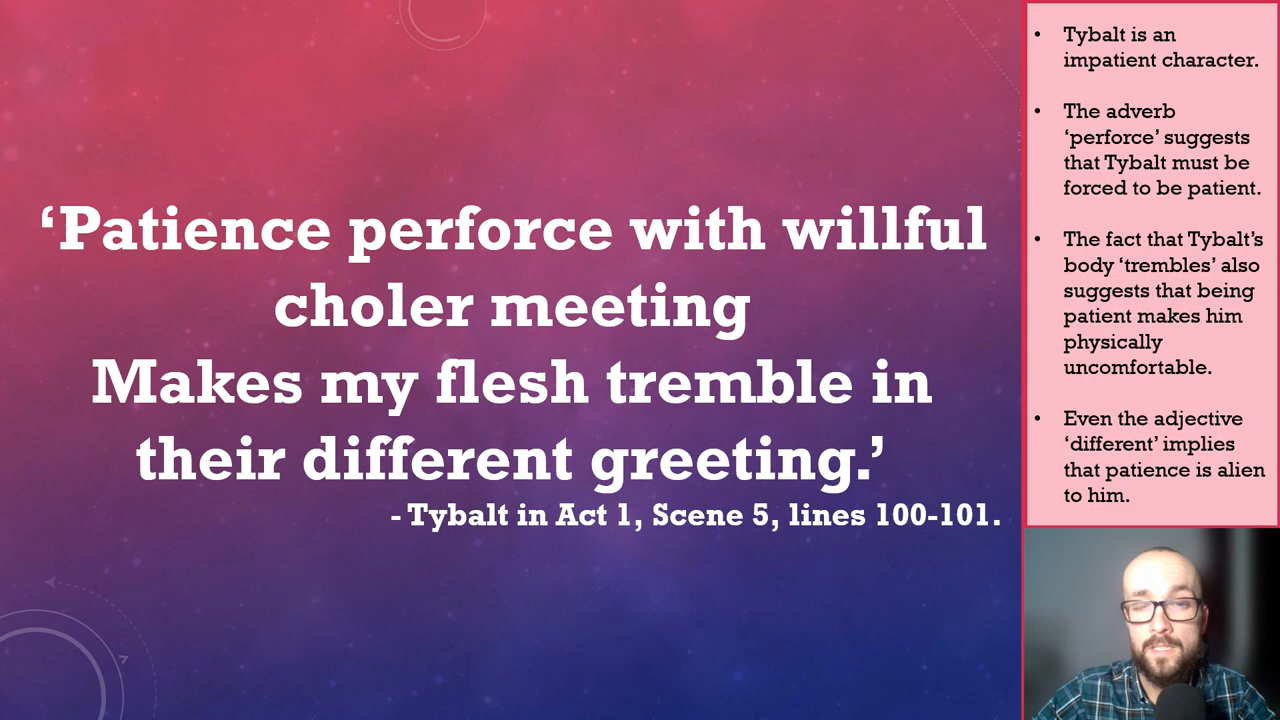 ‘Patience perforce with willful
choler meeting
Makes my flesh tremble in
their different greeting.’
- Tybalt in Act 1, Scene 5, lines 100-101.
• Tybalt is an
impatient character.
• The adverb
‘perforce’ suggests
that Tybalt must be
forced to be patient.
• The fact that Tybalt’s
body ‘trembles’ also
suggests that being
patient makes him
physically
uncomfortable.
• Even the adjective
‘different’ implies
that patience is alien
to him.